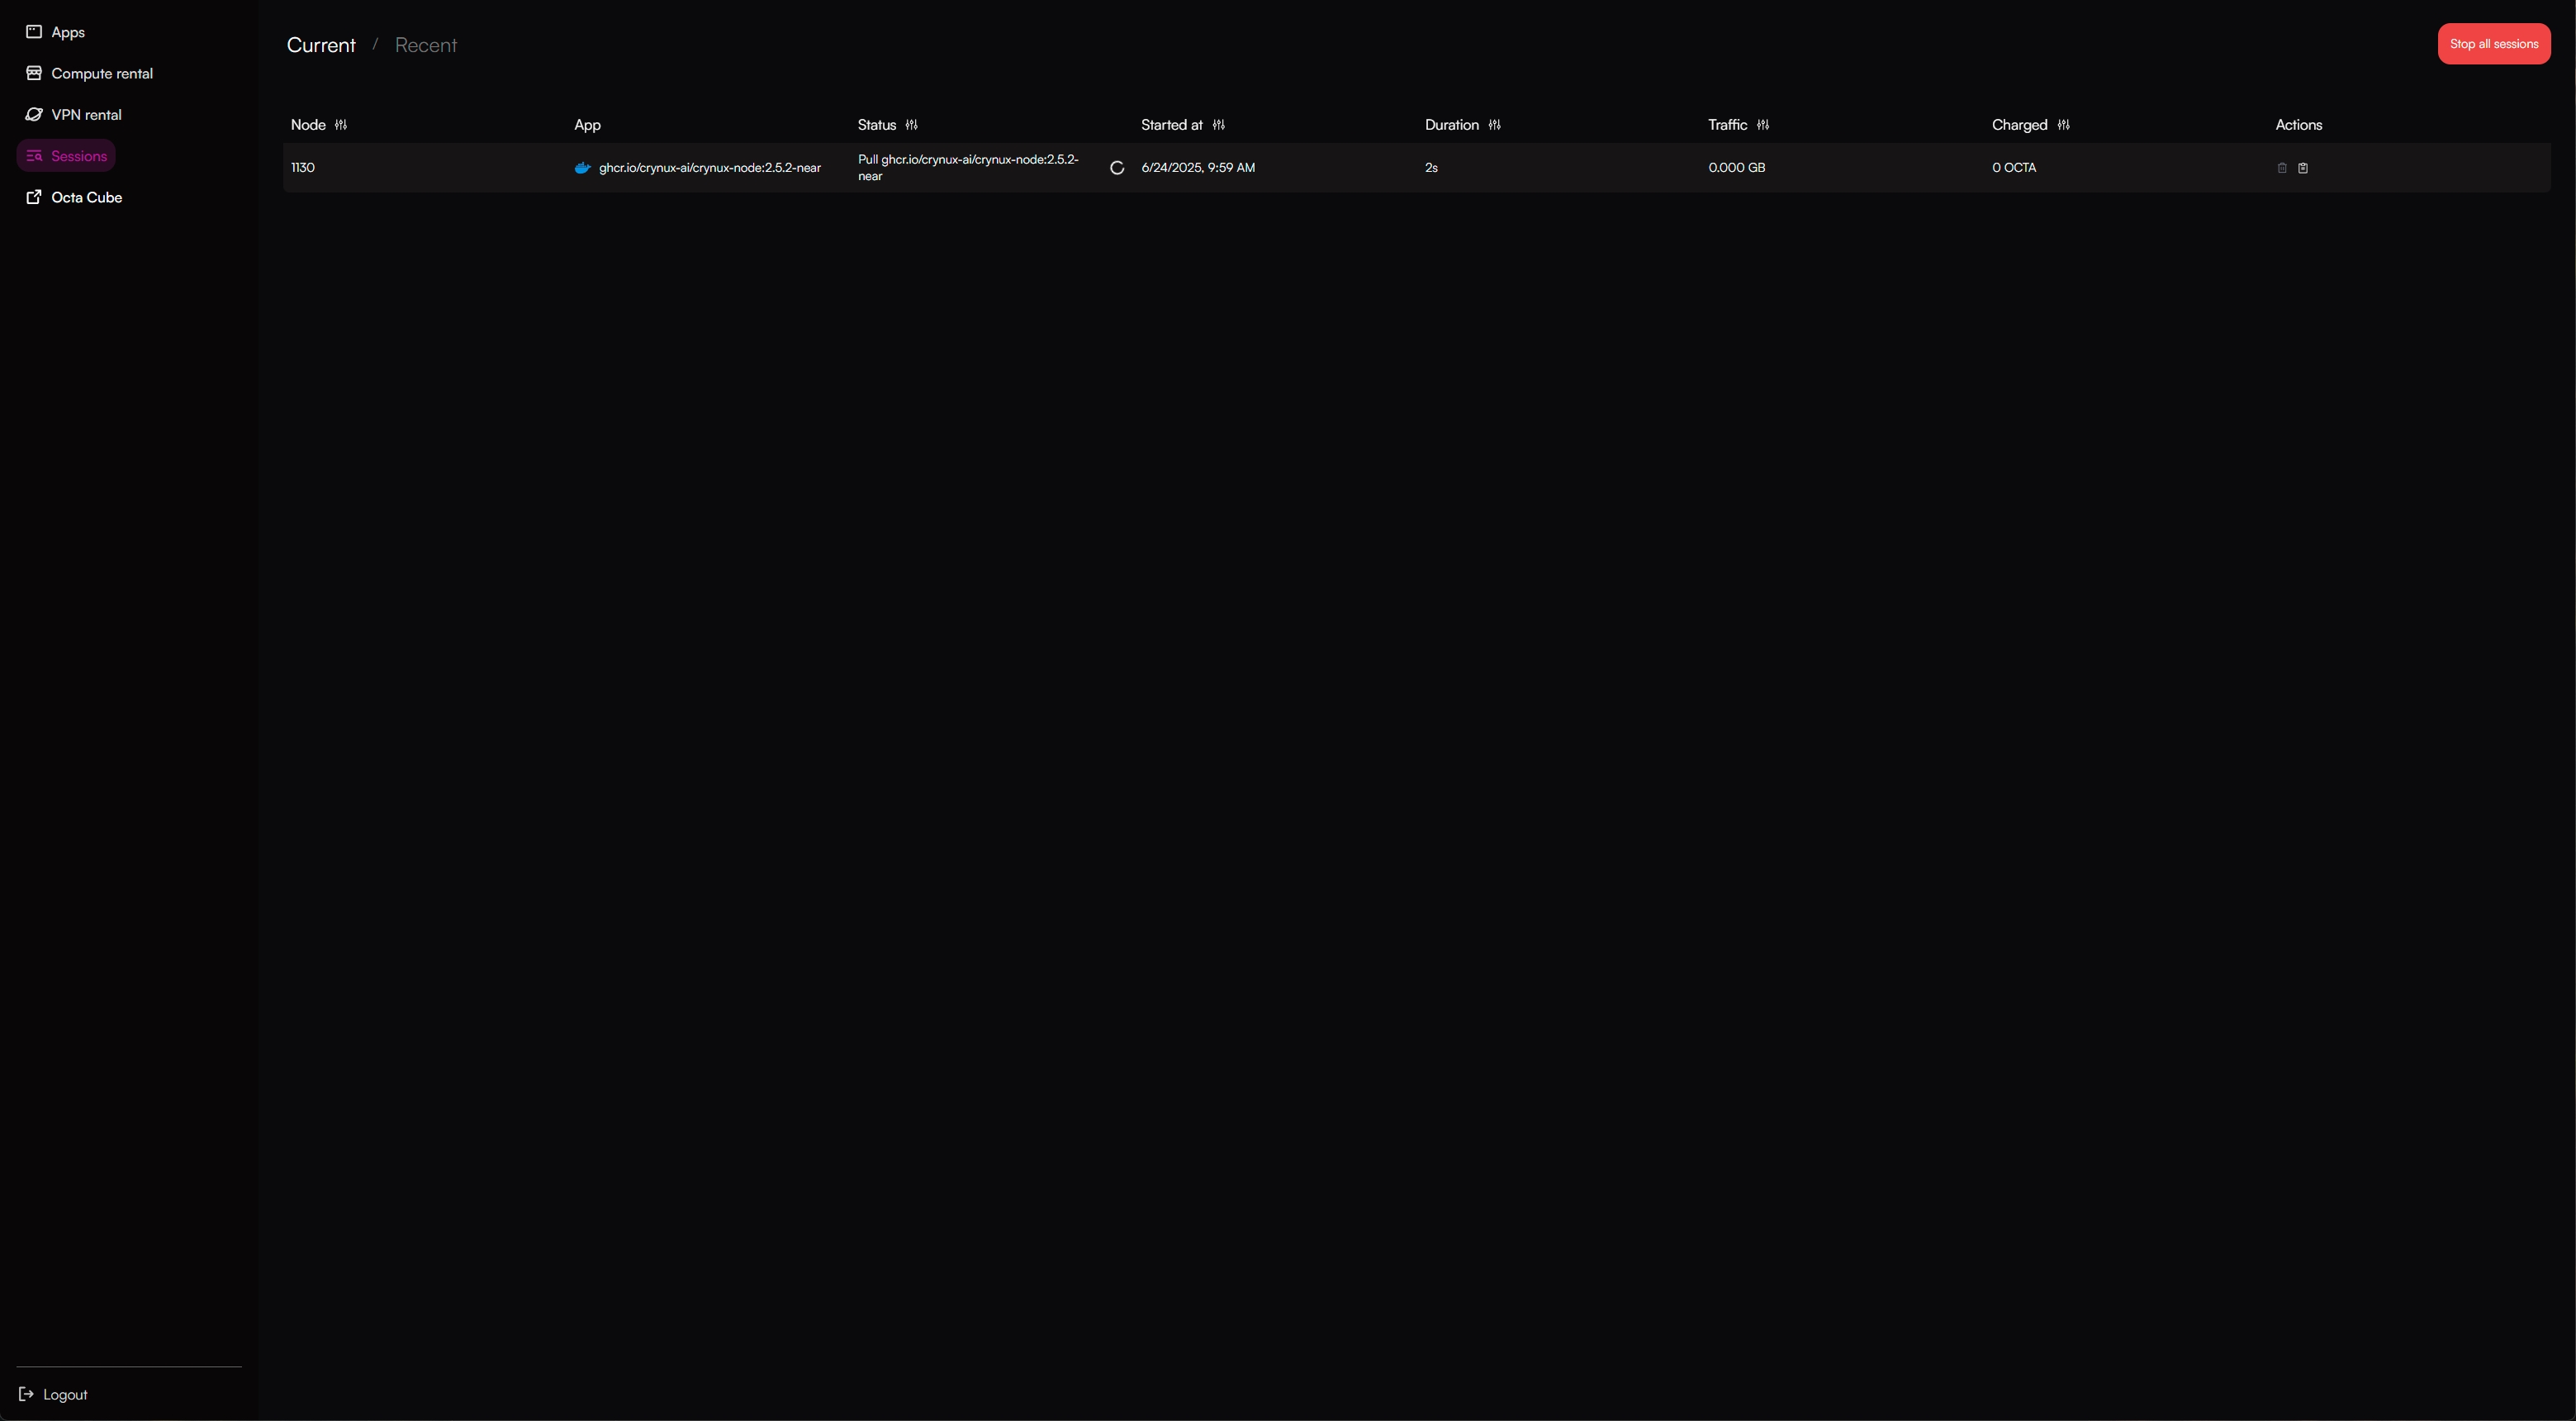 Apps
Compute rental
VPN rental
Sessions
Octa Cube
Logout
Current / Recent
Stop all sessions
Node App Status Started at Duration Traffic Charged Actions
1130 ghcr.io/crynux-ai/crynux-node:2.5.2-near Pull ghcr.io/crynux-ai/crynux-node:2.5.2- 6/24/2025, 9:59 AM 2s 0.000 GB 0 OCTA
near